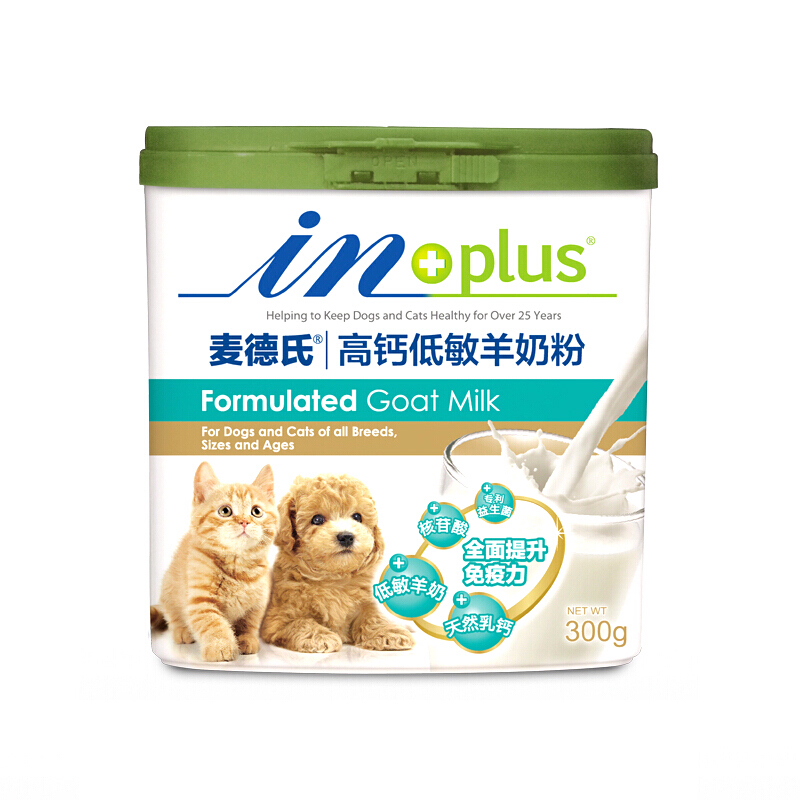 OPEN
in plus®
Helping to Keep Dogs and Cats Healthy for Over 25 Years
麦德氏®|高钙低敏羊奶粉
Formulated Goat Milk
For Dogs and Cats of all Breeds,
Sizes and Ages
专利
益生菌
核苷酸
全面提升
免疫力
低敏羊奶
天然乳钙
NET WT
300g